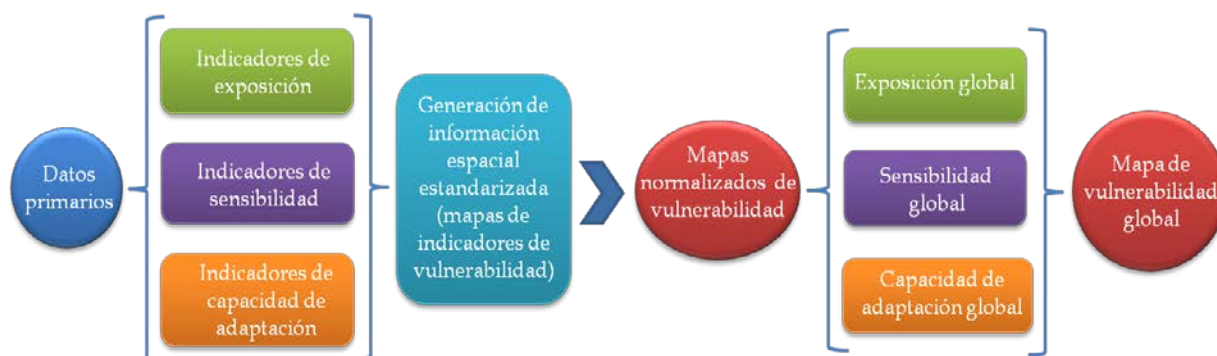 Datos
primarios
Indicadores de
exposición
Indicadores de
sensibilidad
Indicadores de
capacidad de
adaptación
Generación de
información
espacial
estandarizada
(mapas de
indicadores de
vulnerabilidad)
Mapas
normalizados de
vulnerabilidad
Exposición global
Sensibilidad
global
Capacidad de
adaptación global
Mapa de
vulnerabilidad
global